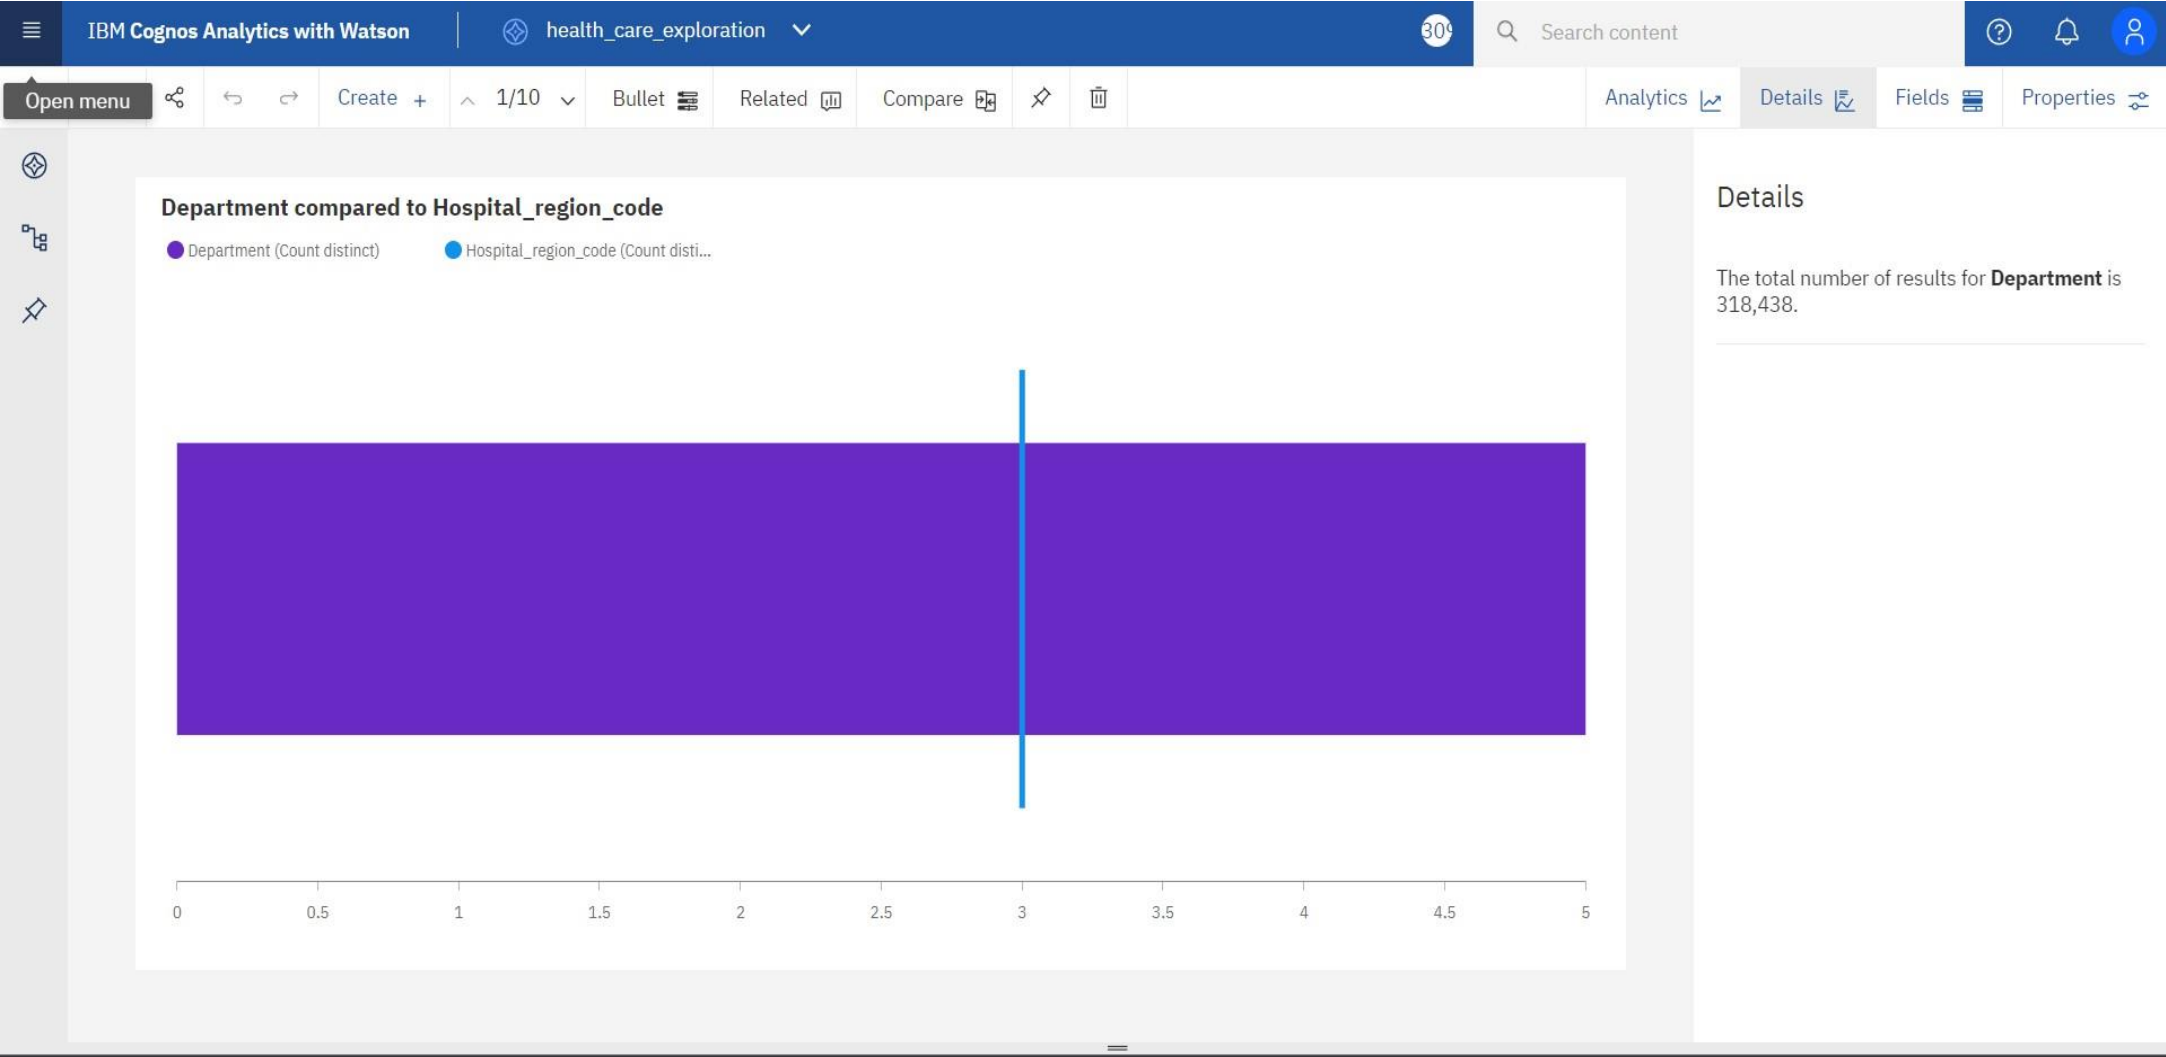 IBM Cognos Analytics with Watson
health_care_exploration
Search content
Open menu
Create +
1/10
Bullet
Related
Compare
Analytics
Details
Fields
Properties
Department compared to Hospital_region_code
Department (Count distinct)
Hospital_region_code (Count disti...
0 0.5 1 1.5 2 2.5 3 3.5 4 4.5 5
Details
The total number of results for Department is
318,438.